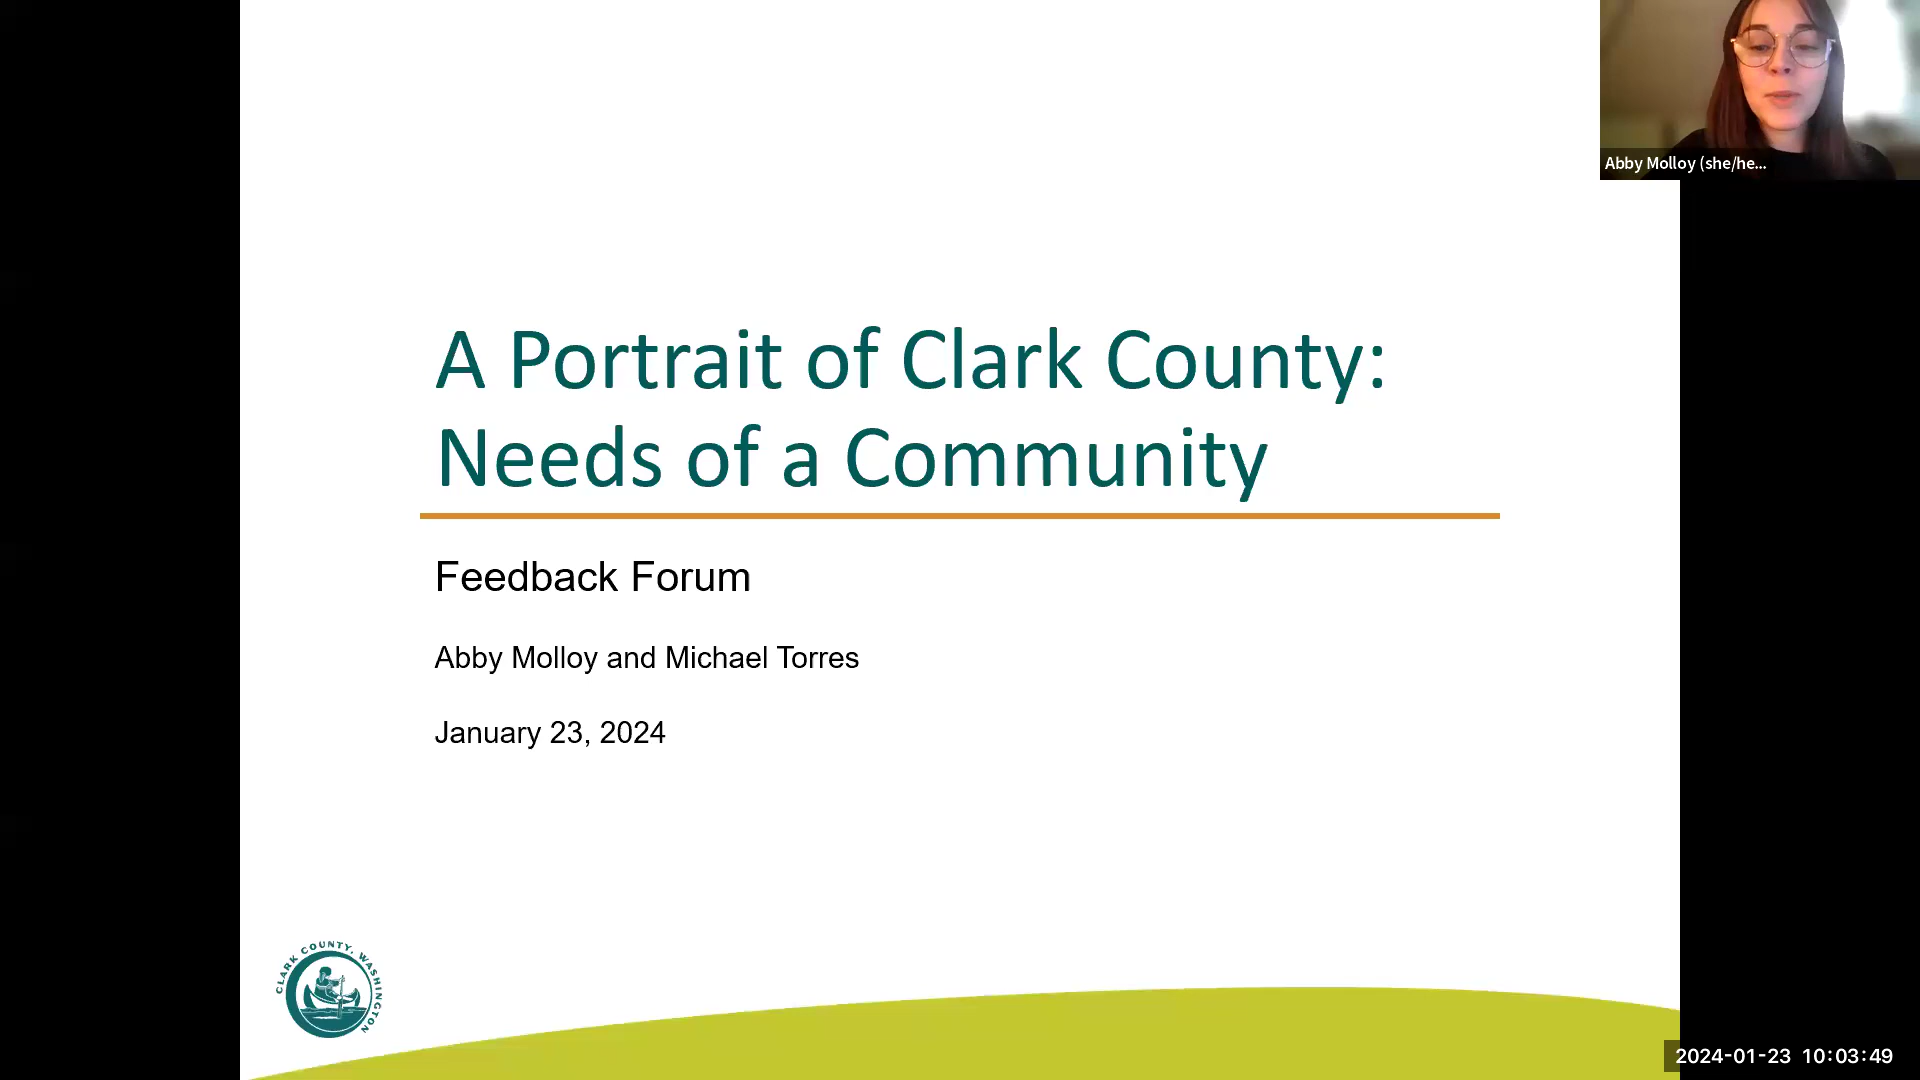 Abby Molloy (she/he...
A Portrait of Clark County:
Needs of a Community
Feedback Forum
Abby Molloy and Michael Torres
January 23, 2024
CLARK COUNTY, WASHINGTON
2024-01-23 10:03:49